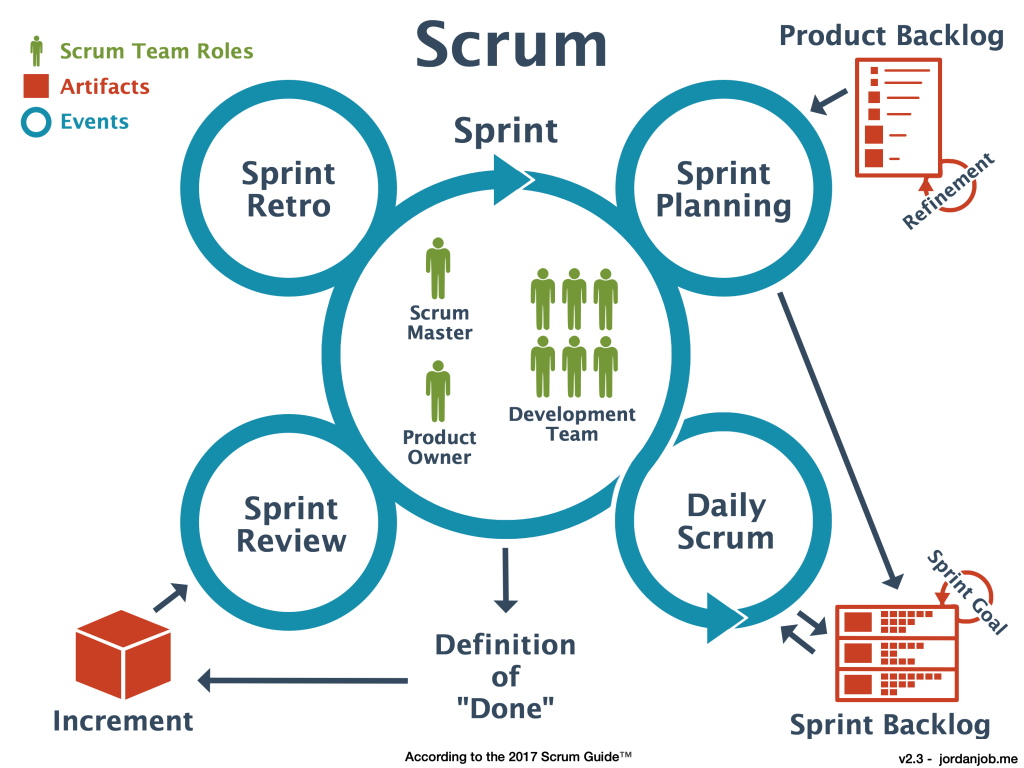 Scrum
Scrum Team Roles
Artifacts
Events
Product Backlog
Refinement
Sprint
Sprint
Retro
Sprint
Planning
Scrum
Master
Product
Owner
Development
Team
Sprint
Review
Daily
Scrum
Sprint Goal
Sprint Backlog
Definition
of
"Done"
Increment
According to the 2017 Scrum Guide™
v2.3 - jordanjob.me